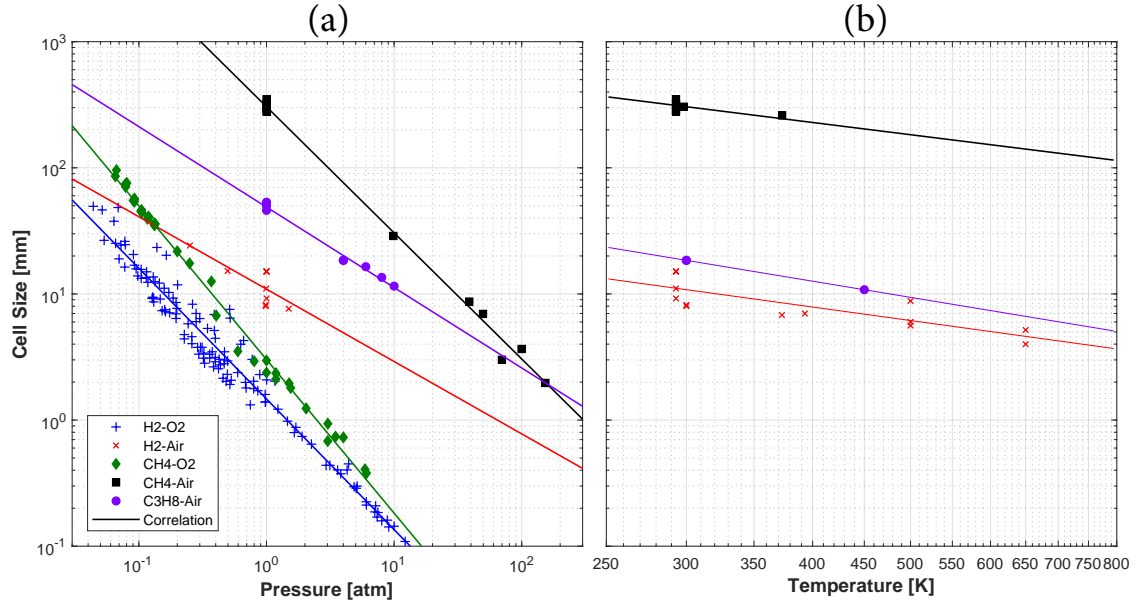 (a)
(b)
Cell Size [mm]
10^3
10^2
10^1
10^0
10^-1
H2-O2
H2-Air
CH4-O2
CH4-Air
C3H8-Air
Correlation
10^-1 10^0 10^1 10^2
Pressure [atm]
250 300 350 400 450 500 550 600 650 700 750 800
Temperature [K]